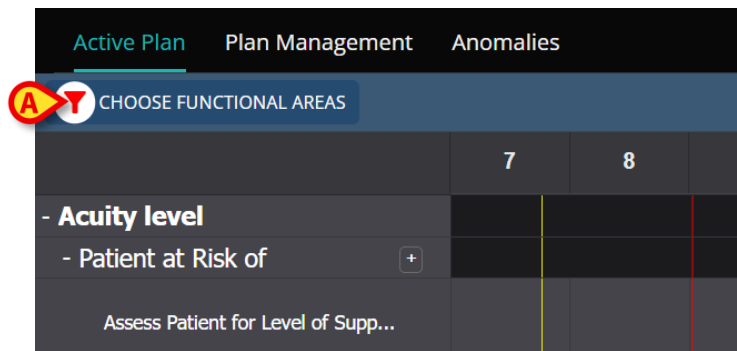 Active Plan Plan Management Anomalies
A CHOOSE FUNCTIONAL AREAS
7 8
- Acuity level
- Patient at Risk of +
Assess Patient for Level of Supp...